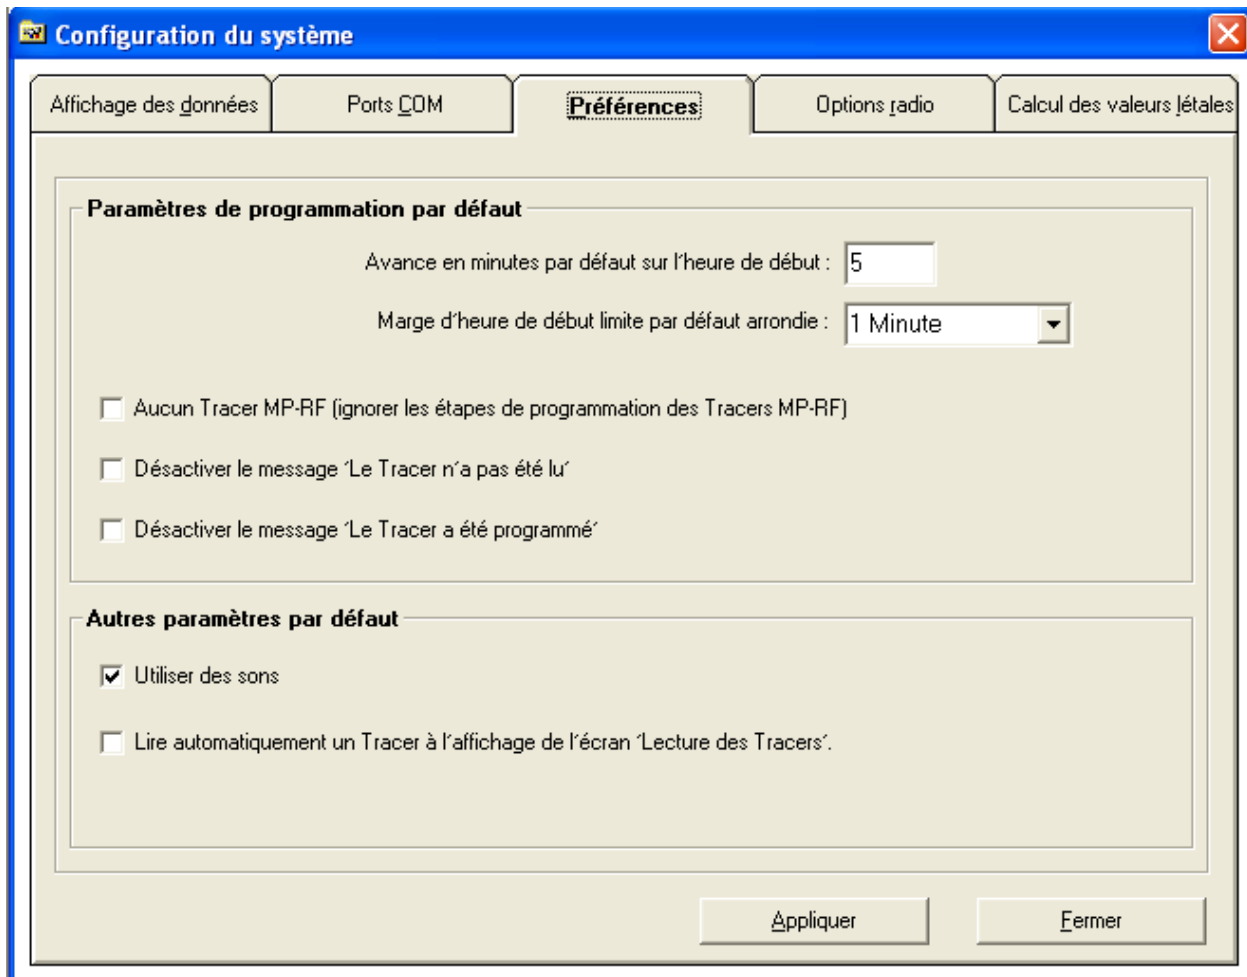 Configuration du système
Affichage des données
Ports COM
Préférences
Options radio
Calcul des valeurs létales
Paramètres de programmation par défaut
Avance en minutes par défaut sur l´heure de début : 5
Marge d´heure de début limite par défaut arrondie : 1 Minute
Aucun Tracer MP-RF (ignorer les étapes de programmation des Tracers MP-RF)
Désactiver le message ´Le Tracer n´a pas été lu´
Désactiver le message ´Le Tracer a été programmé´
Autres paramètres par défaut
Utiliser des sons
Lire automatiquement un Tracer à l´affichage de l´écran ´Lecture des Tracers´.
Appliquer
Fermer